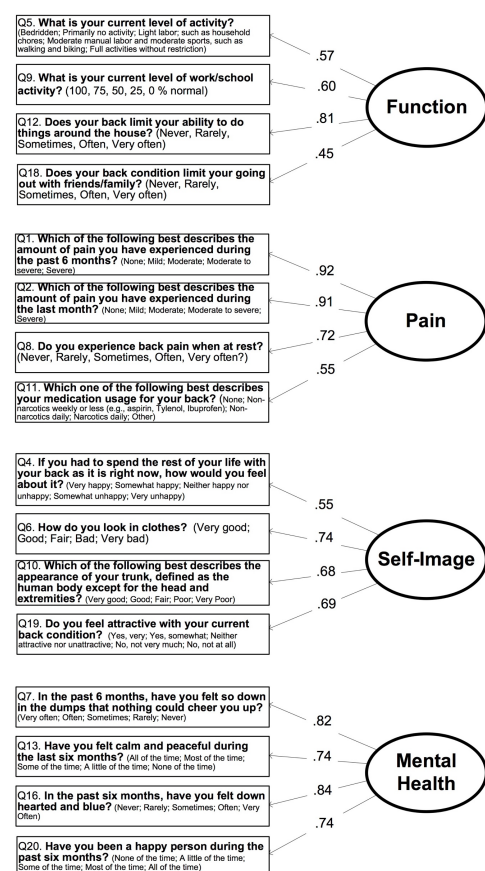 Q5. What is your current level of activity?
(Bedridden; Primarily no activity; Light labor; such as household
chores; Moderate manual labor and moderate sports, such as
walking and biking; Full activities without restriction)
.57
Q9. What is your current level of work/school
activity? (100, 75, 50, 25, 0 % normal)
.60
Function
Q12. Does your back limit your ability to do
things around the house? (Never, Rarely,
Sometimes, Often, Very often)
.81
Q18. Does your back condition limit your going
out with friends/family? (Never, Rarely,
Sometimes, Often, Very often)
.45
Q1. Which of the following best describes the
amount of pain you have experienced during
the past 6 months? (None; Mild; Moderate; Moderate to
severe; Severe)
.92
Q2. Which of the following best describes the
amount of pain you have experienced during
the last month? (None; Mild; Moderate; Moderate to severe;
Severe)
.91
Pain
Q8. Do you experience back pain when at rest?
(Never, Rarely, Sometimes, Often, Very often?)
.72
Q11. Which one of the following best describes
your medication usage for your back? (None; Non-
narcotics weekly or less (e.g., aspirin, Tylenol, Ibuprofen); Non-
narcotics daily; Narcotics daily; Other)
.55
Q4. If you had to spend the rest of your life with
your back as it is right now, how would you feel
about it? (Very happy; Somewhat happy; Neither happy nor
unhappy; Somewhat unhappy; Very unhappy)
.55
Q6. How do you look in clothes? (Very good;
Good; Fair; Bad; Very bad)
.74
Self-Image
Q10. Which of the following best describes the
appearance of your trunk, defined as the
human body except for the head and
extremities? (Very good; Good; Fair; Poor; Very Poor)
.68
Q19. Do you feel attractive with your current
back condition? (Yes, very; Yes, somewhat; Neither
attractive nor unattractive; No, not very much; No, not at all)
.69
Q7. In the past 6 months, have you felt so down
in the dumps that nothing could cheer you up?
(Very often; Often; Sometimes; Rarely; Never)
.82
Q13. Have you felt calm and peaceful during
the last six months? (All of the time; Most of the time;
Some of the time; A little of the time; None of the time)
.74
Mental
Health
Q16. In the past six months, have you felt down
hearted and blue? (Never; Rarely; Sometimes; Often; Very
Often)
.84
Q20. Have you been a happy person during the
past six months? (None of the time; A little of the time;
Some of the time; Most of the time; All of the time)
.74